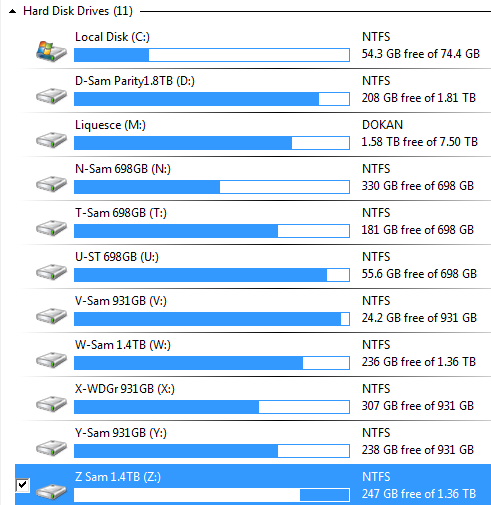 Hard Disk Drives (11)
Local Disk (C:)
NTFS
54.3 GB free of 74.4 GB
D-Sam Parity1.8TB (D:)
NTFS
208 GB free of 1.81 TB
Liquesce (M:)
DOKAN
1.58 TB free of 7.50 TB
N-Sam 698GB (N:)
NTFS
330 GB free of 698 GB
T-Sam 698GB (T:)
NTFS
181 GB free of 698 GB
U-ST 698GB (U:)
NTFS
55.6 GB free of 698 GB
V-Sam 931GB (V:)
NTFS
24.2 GB free of 931 GB
W-Sam 1.4TB (W:)
NTFS
236 GB free of 1.36 TB
X-WDGr 931GB (X:)
NTFS
307 GB free of 931 GB
Y-Sam 931GB (Y:)
NTFS
238 GB free of 931 GB
Z Sam 1.4TB (Z:)
NTFS
247 GB free of 1.36 TB